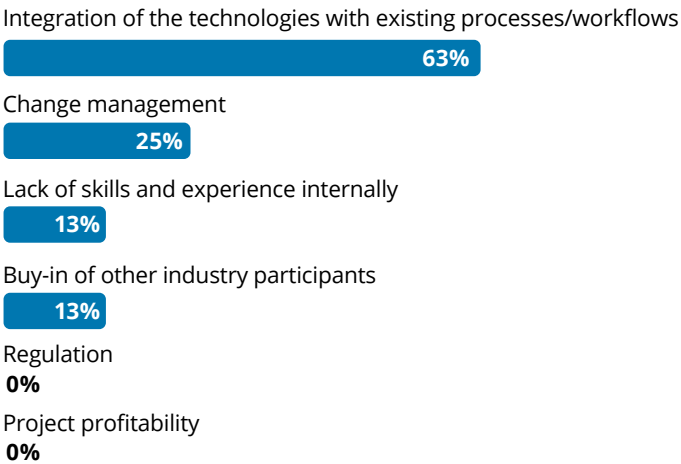 Integration of the technologies with existing processes/workflows
63%
Change management
25%
Lack of skills and experience internally
13%
Buy-in of other industry participants
13%
Regulation
0%
Project profitability
0%